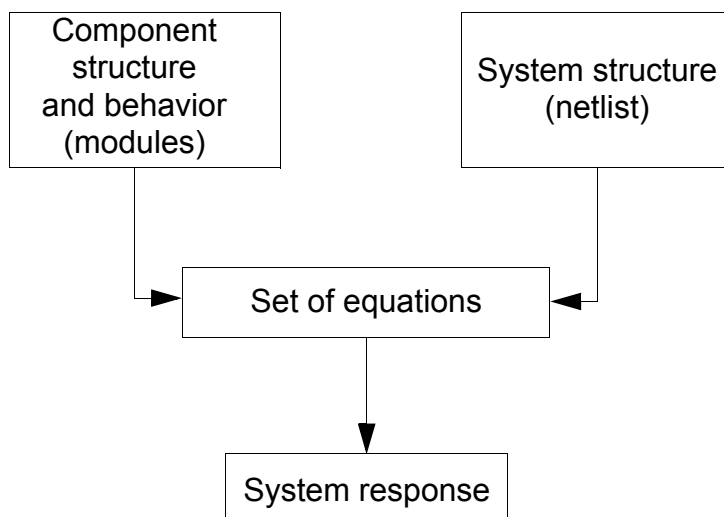 Component
structure
and behavior
(modules)
System structure
(netlist)
Set of equations
System response